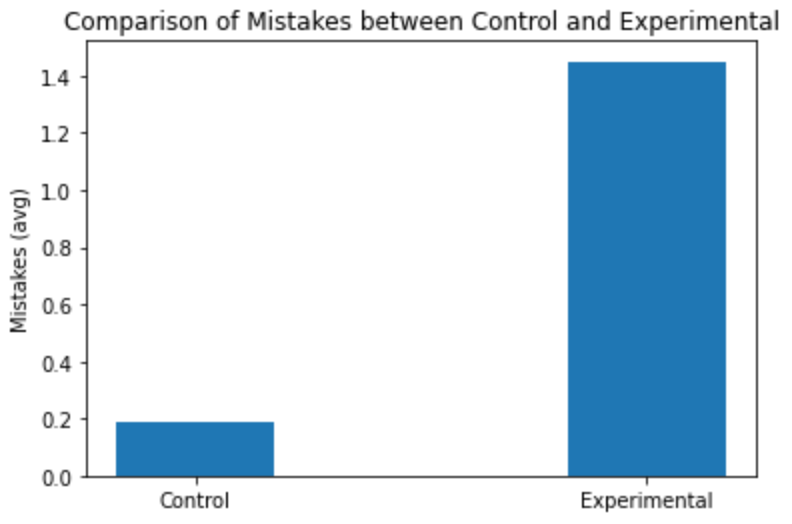 Comparison of Mistakes between Control and Experimental
1.4
1.2
1.0
0.8
0.6
0.4
0.2
0.0
Mistakes (avg)
Control
Experimental